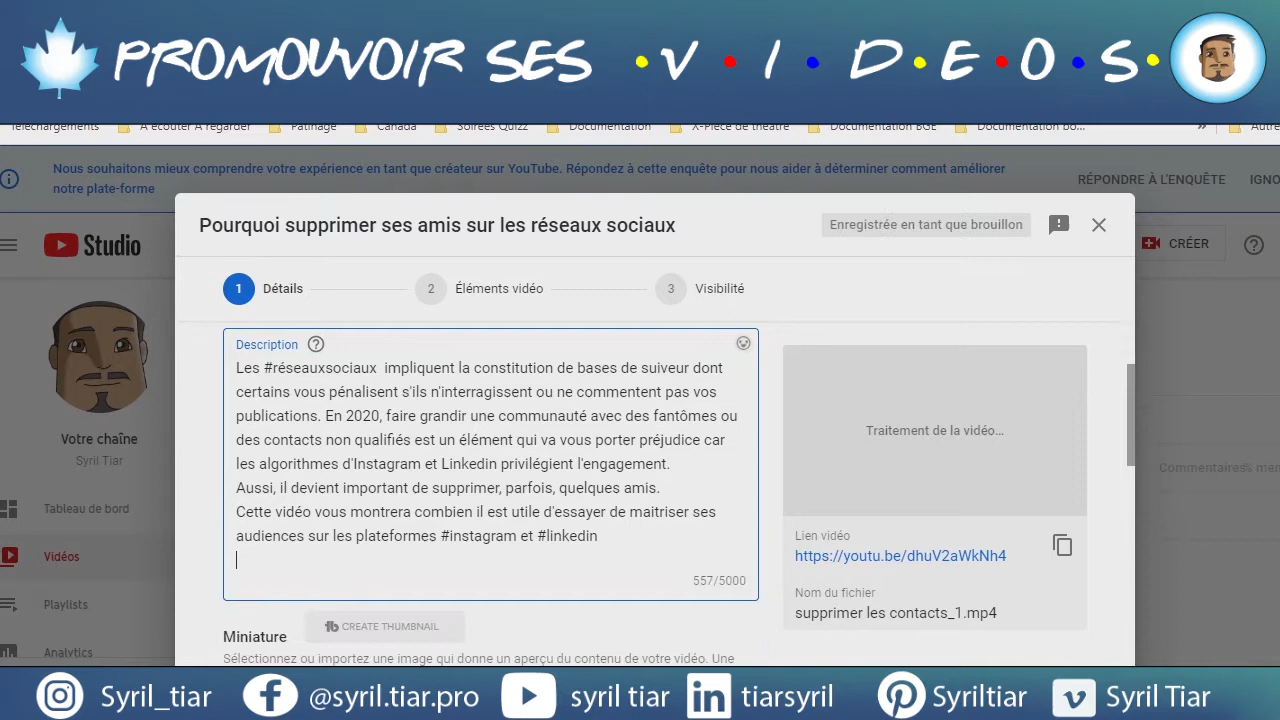 PROMOUVOIR SES V I D E O S
Téléchargements A écouter A regarder Patinage Canada Soirées Quizz Documentation X-Pièce de théatre Documentation BGE Documentation bo... » Autre
Nous souhaitons mieux comprendre votre expérience en tant que créateur sur YouTube. Répondez à cette enquête pour nous aider à déterminer comment améliorer
notre plate-forme
RÉPONDRE À L'ENQUÊTE IGNO
Studio
Pourquoi supprimer ses amis sur les réseaux sociaux
Enregistrée en tant que brouillon
CRÉER
1 Détails 2 Éléments vidéo 3 Visibilité
Description
Les #réseauxsociaux impliquent la constitution de bases de suiveur dont
certains vous pénalisent s'ils n'interragissent ou ne commentent pas vos
publications. En 2020, faire grandir une communauté avec des fantômes ou
des contacts non qualifiés est un élément qui va vous porter préjudice car
les algorithmes d'Instagram et Linkedin privilégient l'engagement.
Aussi, il devient important de supprimer, parfois, quelques amis.
Cette vidéo vous montrera combien il est utile d'essayer de maitriser ses
audiences sur les plateformes #instagram et #linkedin
557/5000
Traitement de la vidéo...
Lien vidéo
https://youtu.be/dhuV2aWkNh4
Nom du fichier
supprimer les contacts_1.mp4
Votre chaîne
Syril Tiar
Tableau de bord
Vidéos
Playlists
Analytics
Commentaires
Miniature
CREATE THUMBNAIL
Sélectionnez ou importez une image qui donne un aperçu du contenu de votre vidéo. Une
Syril_tiar @syril.tiar.pro syril tiar tiarsyril Syriltiar Syril Tiar